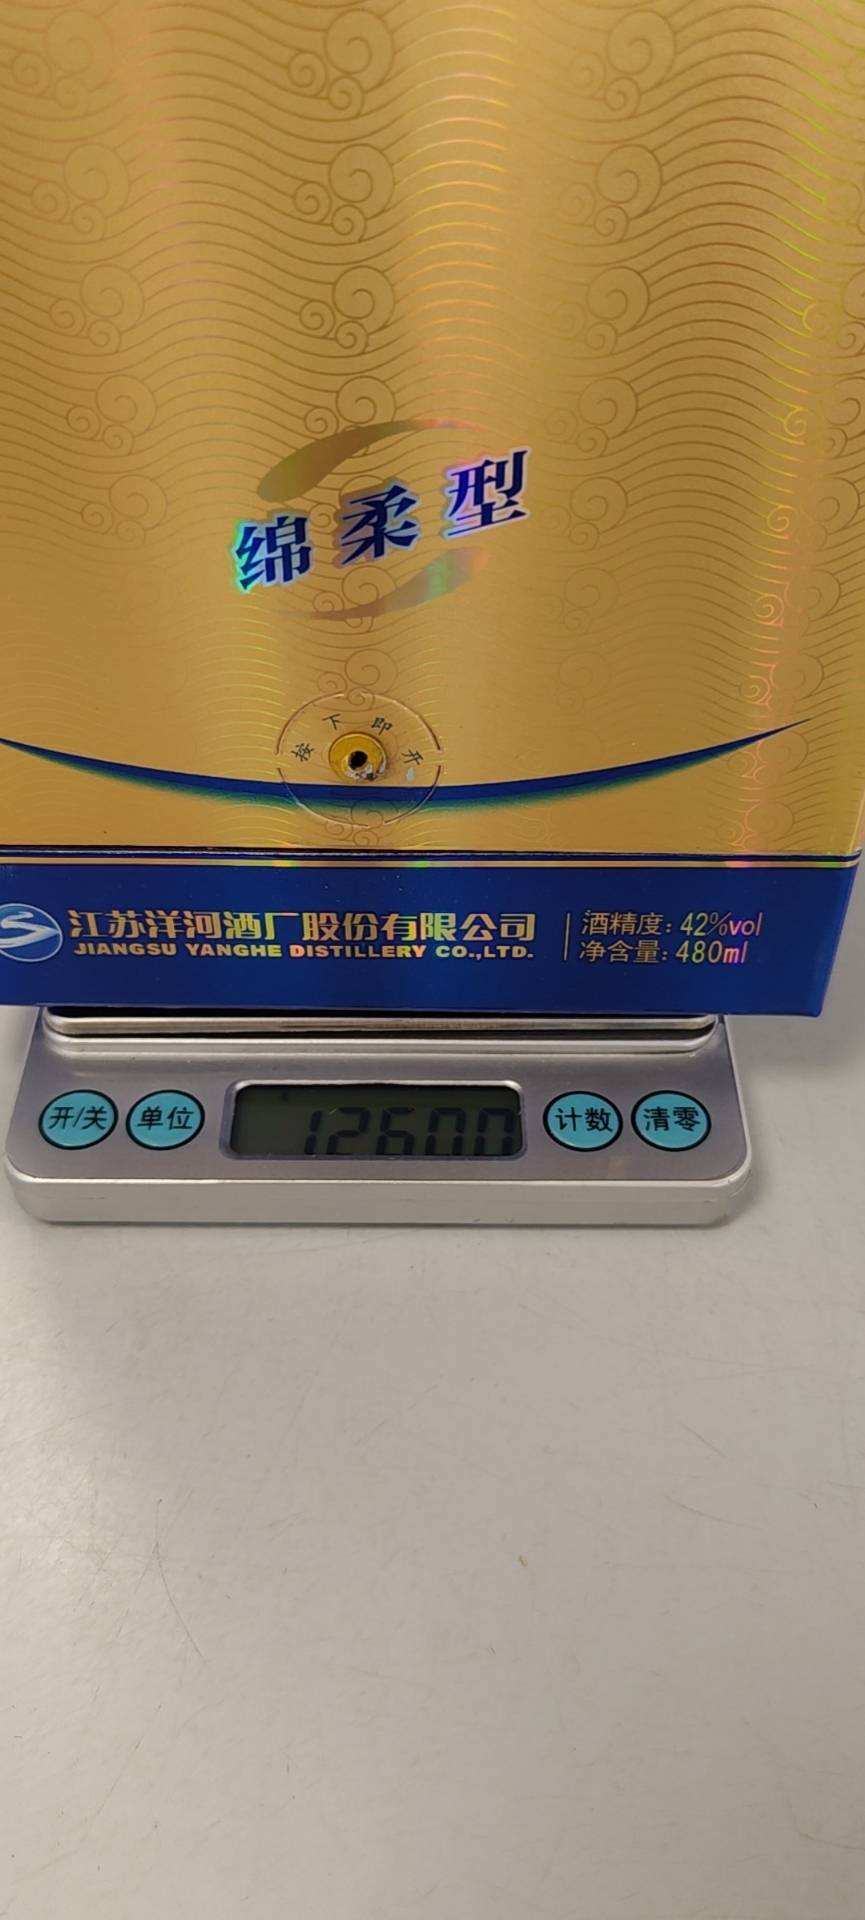 绵柔型
按下即开
江苏洋河酒厂股份有限公司
JIANGSU YANGHE DISTILLERY CO.,LTD.
酒精度: 42%vol
净含量: 480ml
开/关 单位 12600 计数 清零